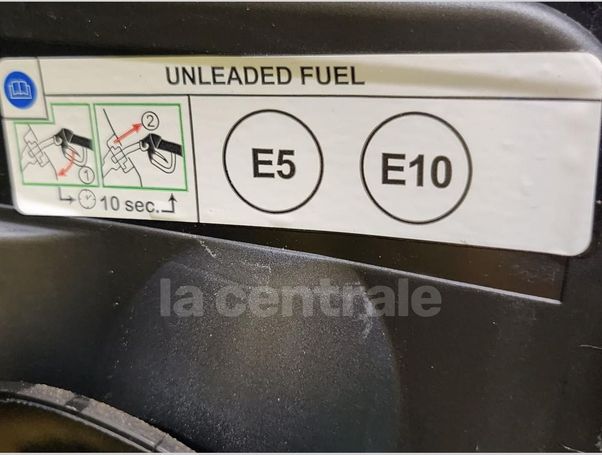 UNLEADED FUEL
1
2
10 sec.
E5
E10
la centrale